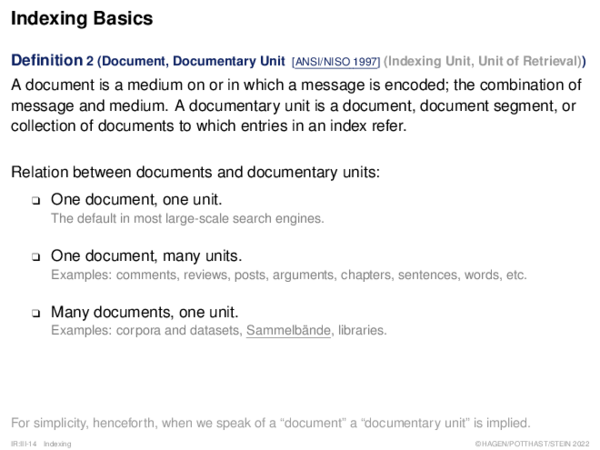 Indexing Basics
Definition 2 (Document, Documentary Unit [ANSI/NISO 1997] (Indexing Unit, Unit of Retrieval))
A document is a medium on or in which a message is encoded; the combination of
message and medium. A documentary unit is a document, document segment, or
collection of documents to which entries in an index refer.
Relation between documents and documentary units:
❑ One document, one unit.
The default in most large-scale search engines.
❑ One document, many units.
Examples: comments, reviews, posts, arguments, chapters, sentences, words, etc.
❑ Many documents, one unit.
Examples: corpora and datasets, Sammelbände, libraries.
For simplicity, henceforth, when we speak of a “document” a “documentary unit” is implied.
IR:III-14 Indexing ©HAGEN/POTTHAST/STEIN 2022